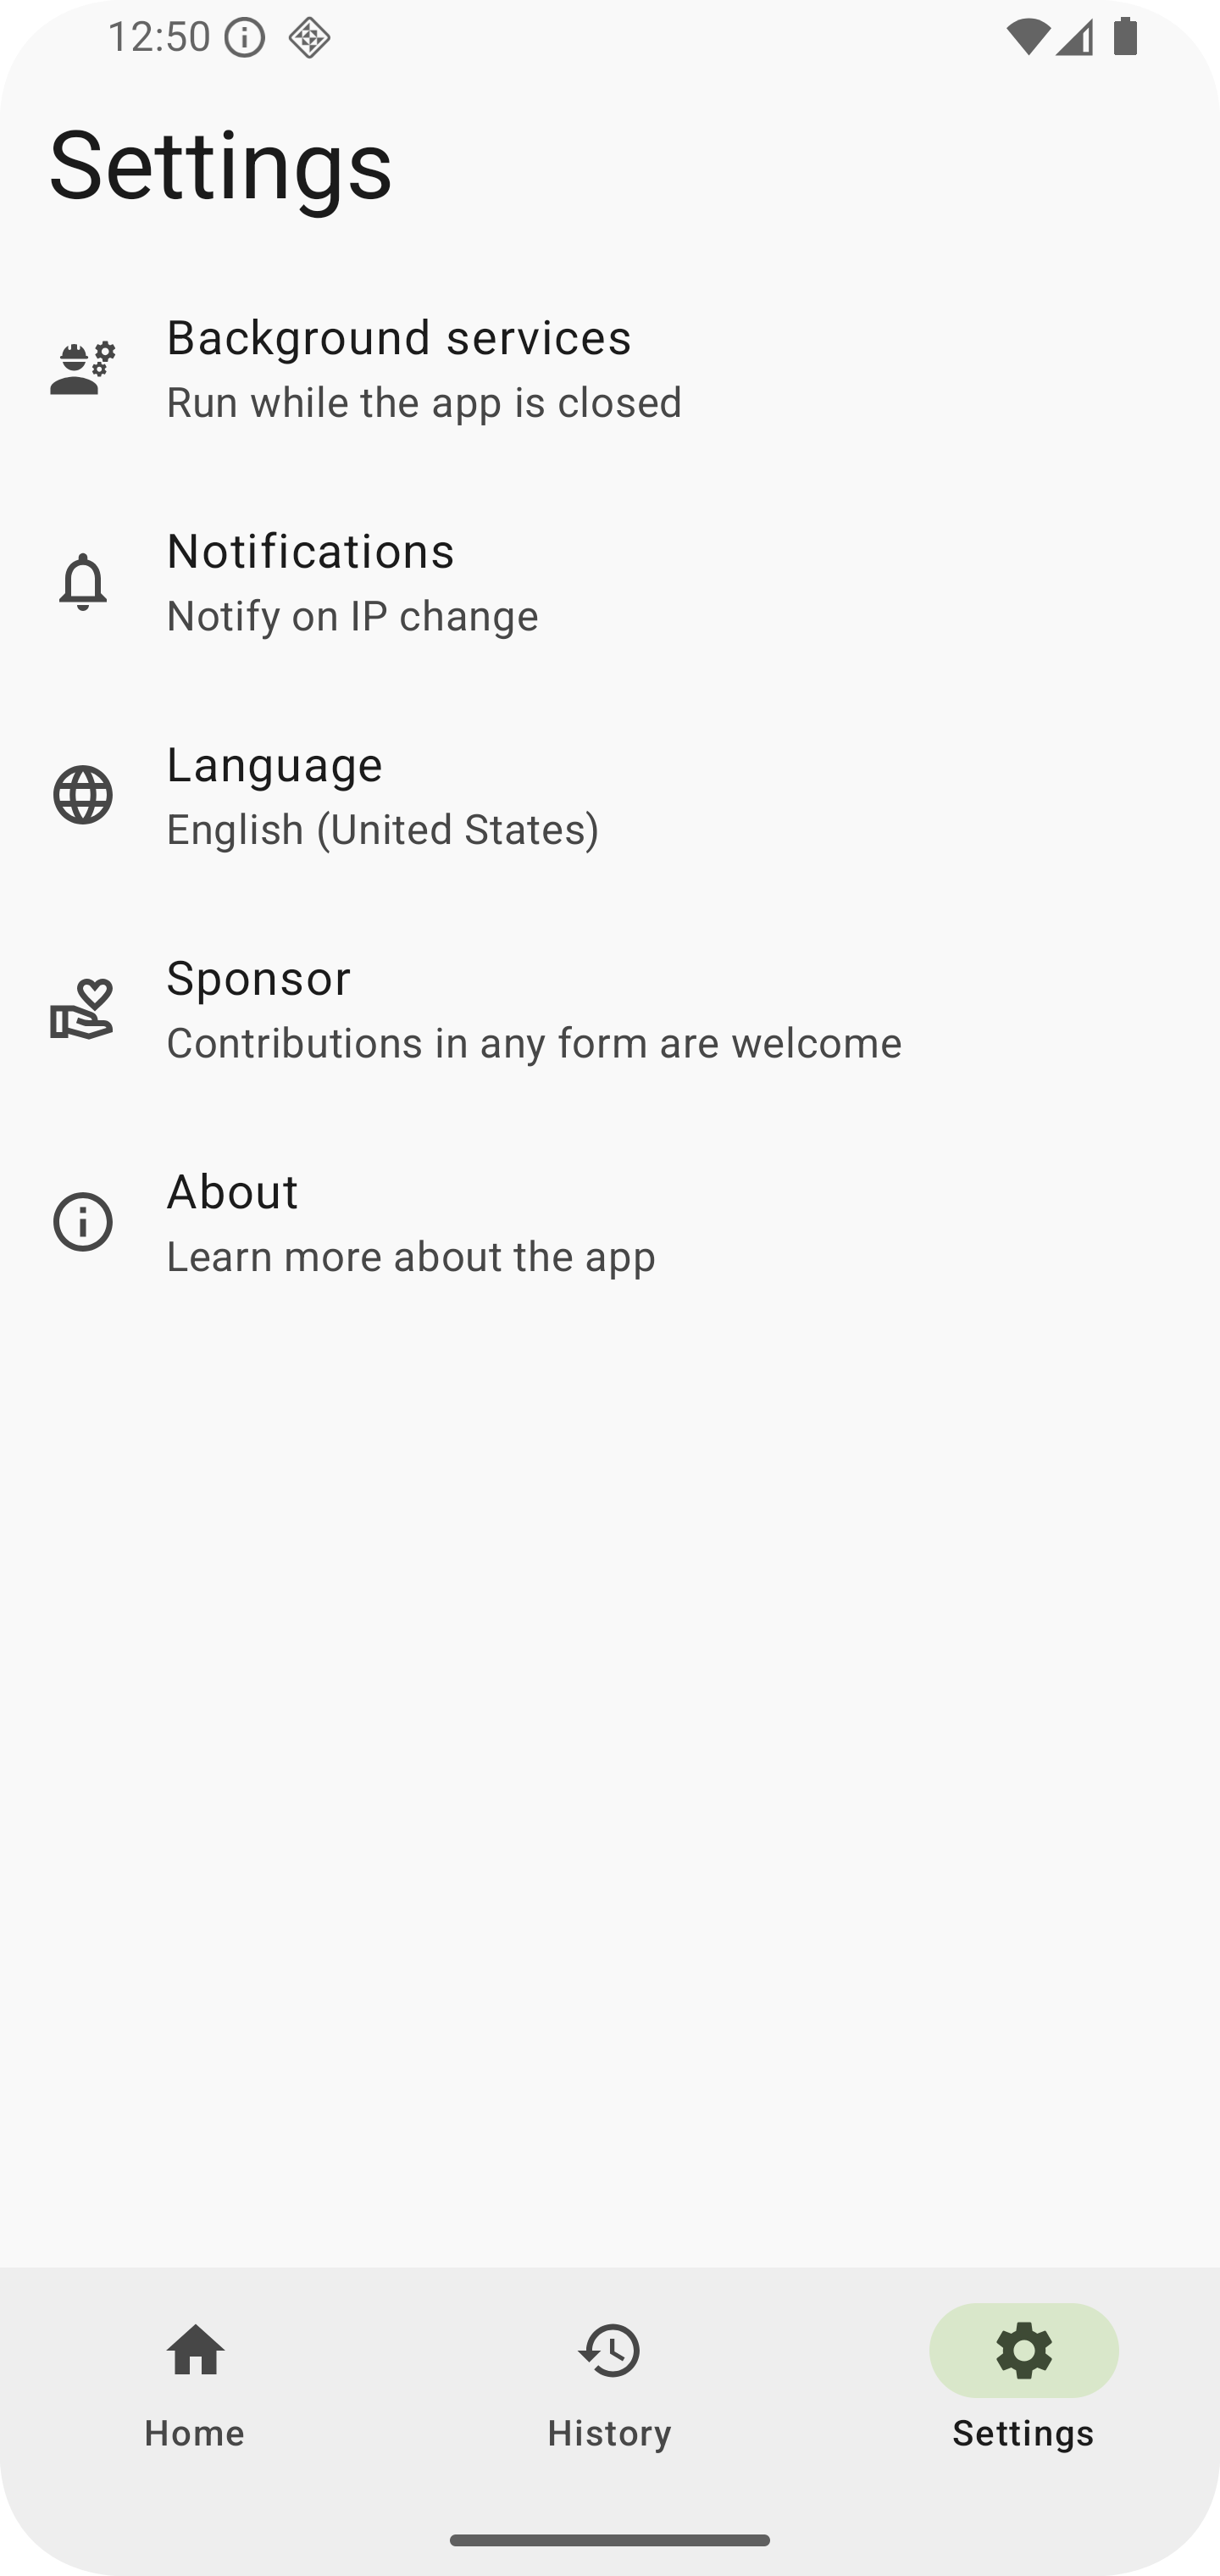 12:50
Settings
Background services
Run while the app is closed
Notifications
Notify on IP change
Language
English (United States)
Sponsor
Contributions in any form are welcome
About
Learn more about the app
Home
History
Settings